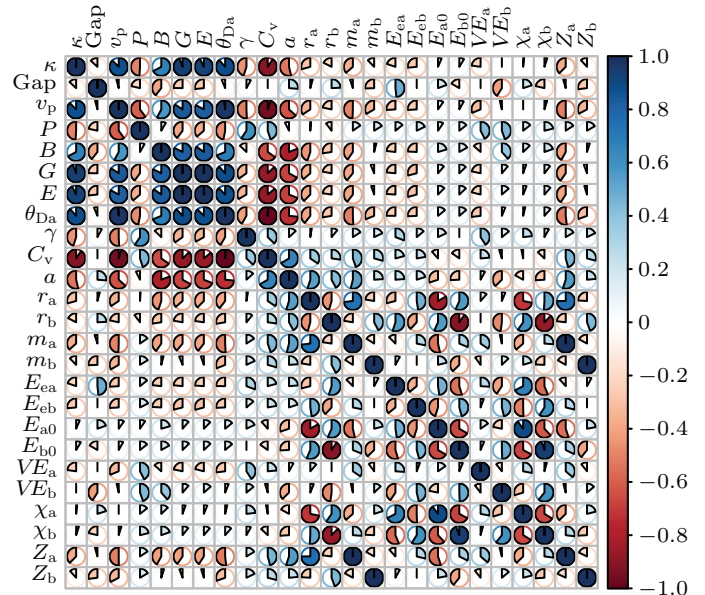 κ Gap v_p P B G E θ_Da γ C_v a r_a r_b m_a m_b E_ea E_eb E_a0 E_b0 VE_a VE_b χ_a χ_b Z_a Z_b
κ
Gap
v_p
P
B
G
E
θ_Da
γ
C_v
a
r_a
r_b
m_a
m_b
E_ea
E_eb
E_a0
E_b0
VE_a
VE_b
χ_a
χ_b
Z_a
Z_b
1.0
0.8
0.6
0.4
0.2
0
−0.2
−0.4
−0.6
−0.8
−1.0